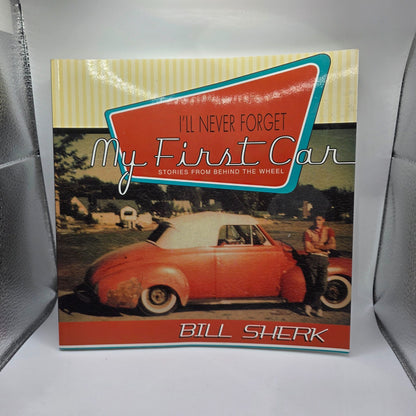 I'LL NEVER FORGET
My First Car
STORIES FROM BEHIND THE WHEEL
BILL SHERK